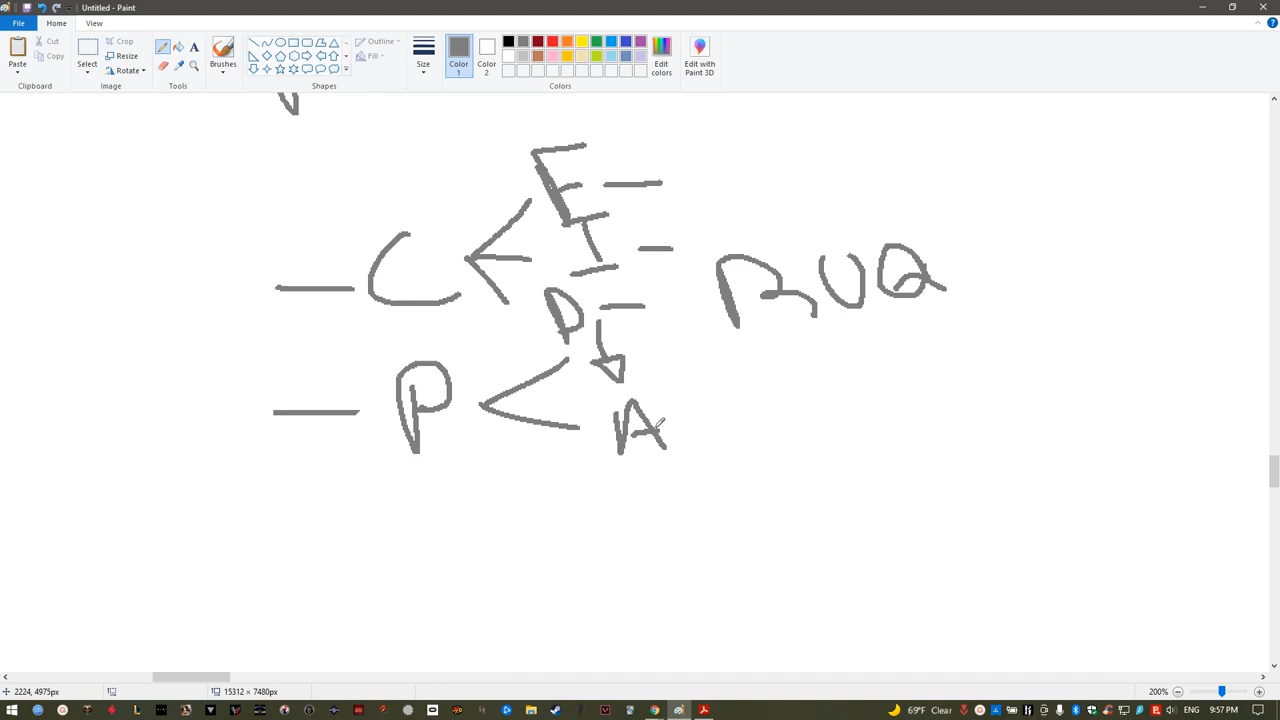 Untitled - Paint
File Home View
Paste
Cut
Copy
Clipboard
Select
Crop
Resize
Rotate
Image
Tools
Brushes
Outline
Fill
Shapes
Size
Color 1
Color 2
Edit colors
Colors
Edit with Paint 3D
E -
- C I - RUQ
P -
- P A
2224, 4975px
15312 × 7480px
200%
69°F Clear
9:57 PM